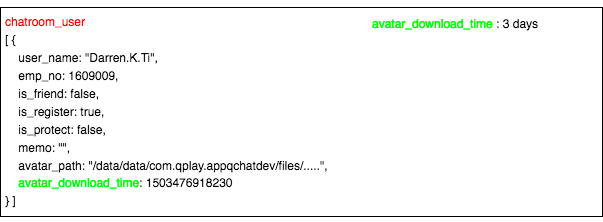 chatroom_user
avatar_download_time : 3 days
[ {
user_name: "Darren.K.Ti",
emp_no: 1609009,
is_friend: false,
is_register: true,
is_protect: false,
memo: "",
avatar_path: "/data/data/com.qplay.appqchatdev/files/.....",
avatar_download_time: 1503476918230
} ]